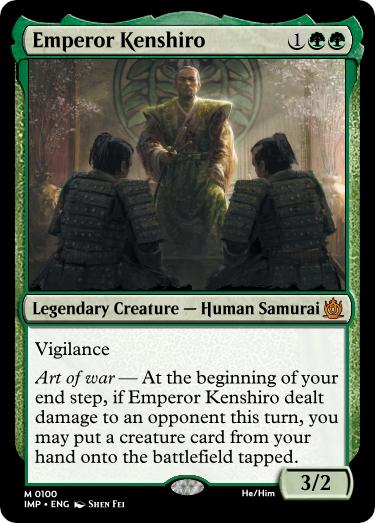 Emperor Kenshiro 1
Legendary Creature — Human Samurai
Vigilance
Art of war — At the beginning of your
end step, if Emperor Kenshiro dealt
damage to an opponent this turn, you
may put a creature card from your
hand onto the battlefield tapped.
3/2
M 0100
IMP • ENG Shen Fei
He/Him